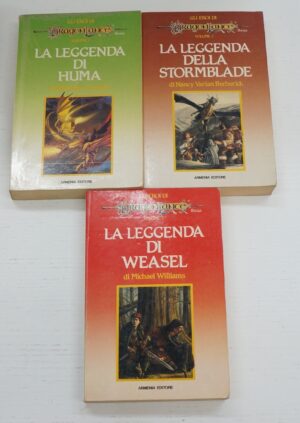 GLI EROI DI
Dragonlance
LA LEGGENDA
DI
HUMA
ARMENIA EDITORE
GLI EROI DI
Dragonlance
VOLUME 2
LA LEGGENDA
DELLA
STORMBLADE
di Nancy Varian Berberick
ARMENIA EDITORE
GLI EROI DI
Dragonlance
LA LEGGENDA
DI
WEASEL
di Michael Williams
ARMENIA EDITORE